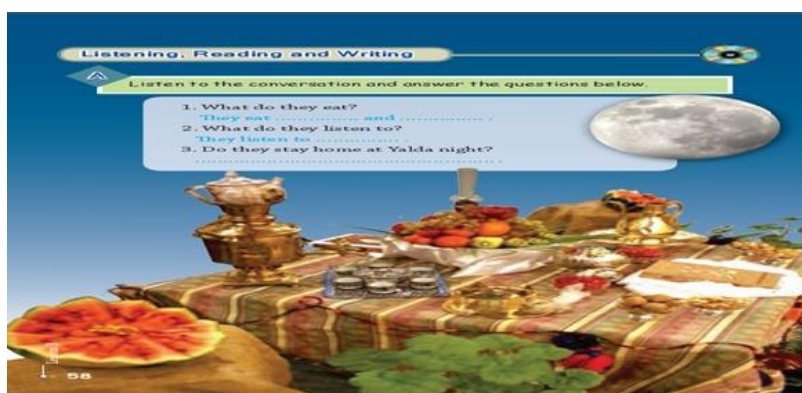 Listening, Reading and Writing
A
Listen to the conversation and answer the questions below.
1. What do they eat?
They eat .............. and .............. .
2. What do they listen to?
They listen to .............. .
3. Do they stay home at Yalda night?
.................................................... .
58